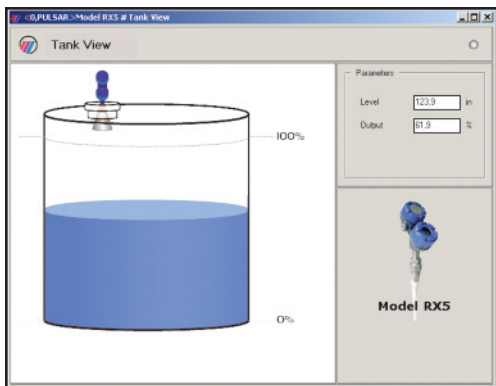 <0,PULSAR>Model RX5 # Tank View
Tank View
100%
0%
Parameters
Level 123,9 in
Output 61.9 %
Model RX5